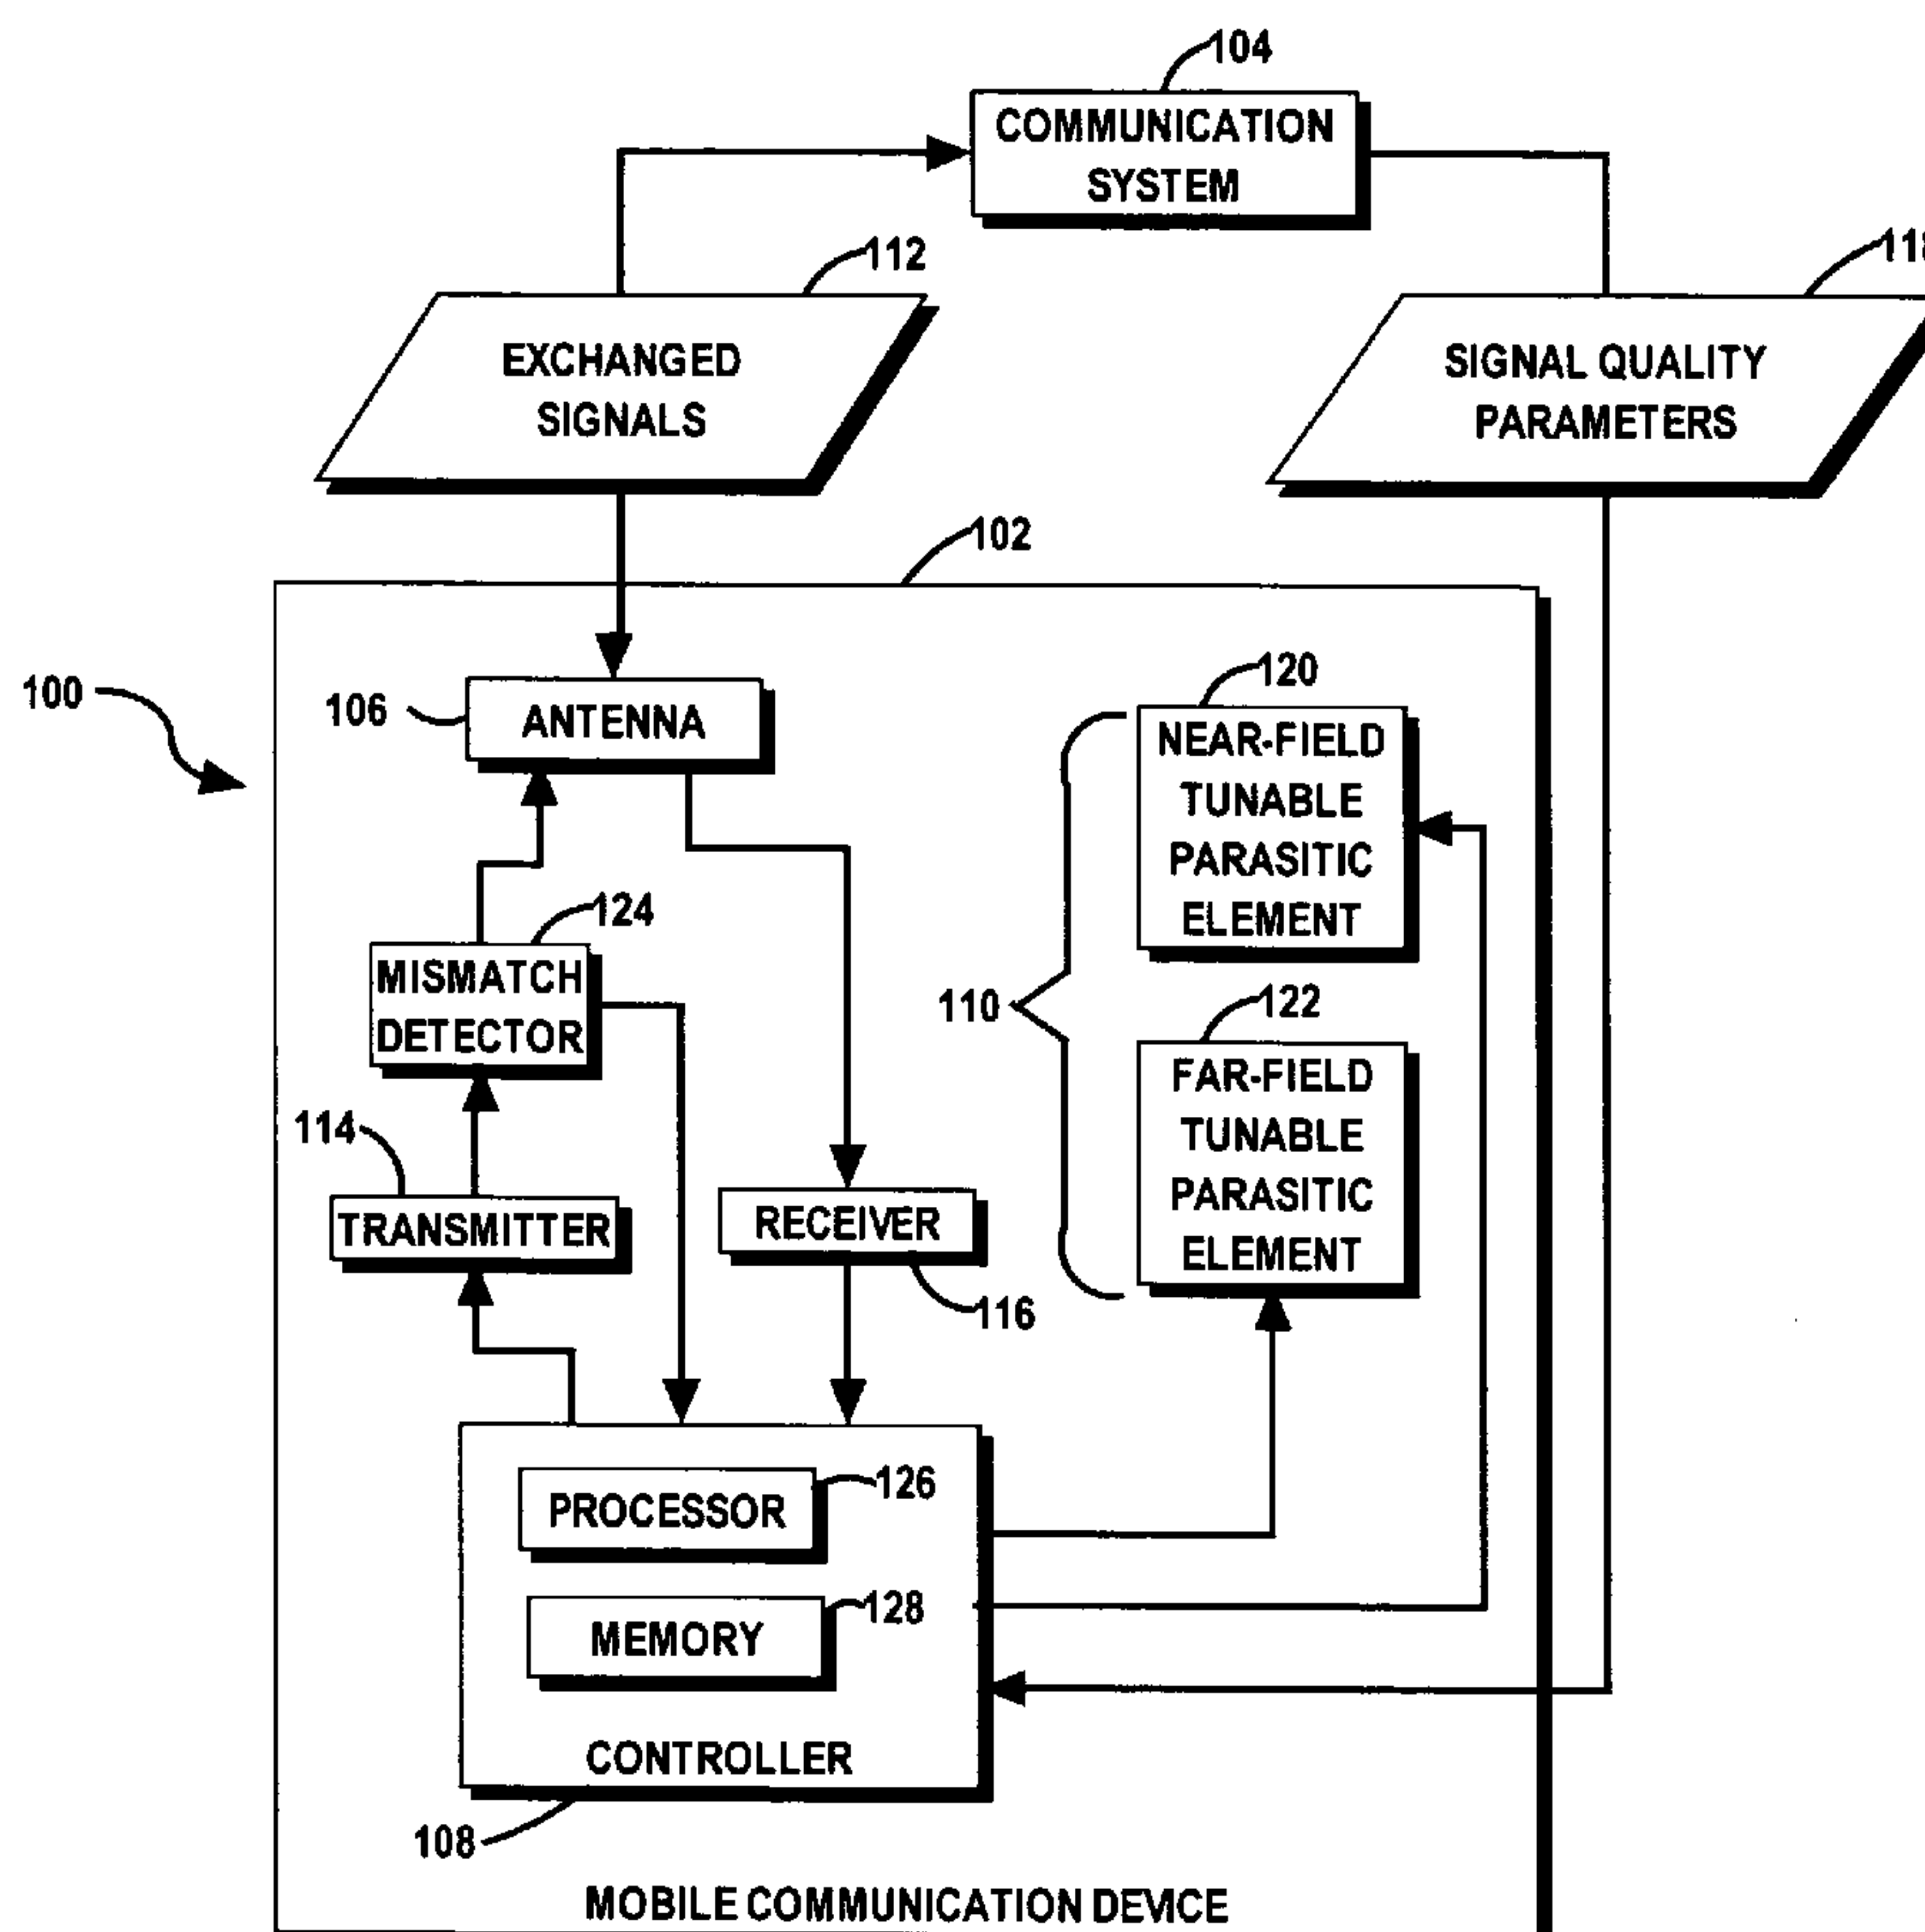 104
COMMUNICATION
SYSTEM
112
EXCHANGED
SIGNALS
118
SIGNAL QUALITY
PARAMETERS
102
100
106
ANTENNA
120
NEAR-FIELD
TUNABLE
PARASITIC
ELEMENT
124
MISMATCH
DETECTOR
110
122
FAR-FIELD
TUNABLE
PARASITIC
ELEMENT
114
TRANSMITTER
RECEIVER
116
PROCESSOR
126
MEMORY
128
CONTROLLER
108
MOBILE COMMUNICATION DEVICE